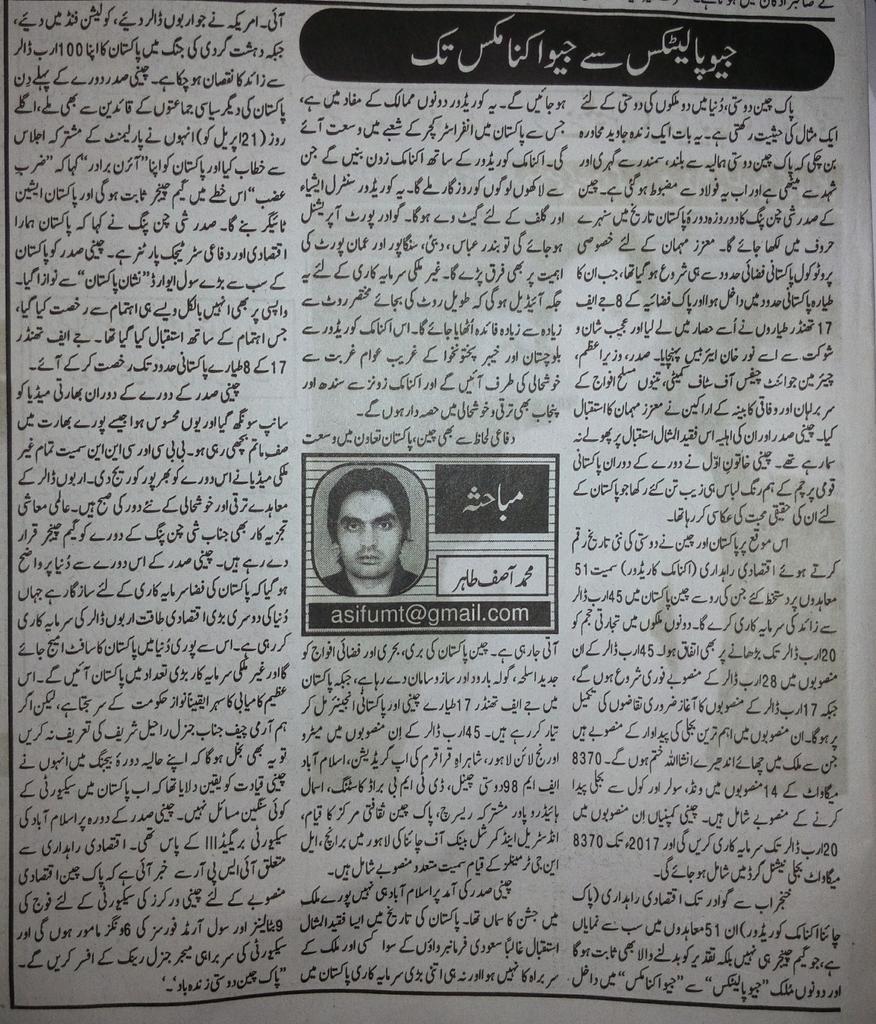 جیو پالیٹکس سے جیو اکنامکس تک
پاک چین دوستی، دُنیا میں دو ملکوں کی دوستی کے لئے
ایک مثال کی حیثیت رکھتی ہے۔ یہ بات ایک زندہ جاوید محاورہ
بن چکی کہ پاک چین دوستی ہمالیہ سے بلند، سمندر سے گہری اور
شہد سے میٹھی ہے اور اب یہ فولاد سے مضبوط ہو گئی ہے۔ چین
کے صدر شی چن پنگ کا دو روزہ دورۂ پاکستان تاریخ میں سنہرے
حروف میں لکھا جائے گا۔ معزز مہمان کے لئے خصوصی
پروٹوکول پاکستانی فضائی حدود سے ہی شروع ہو گیا تھا، جب ان کا
طیارہ پاکستانی حدود میں داخل ہوا اور پاک فضائیہ کے 8 جے ایف
17 تھنڈر طیاروں نے اُسے حصار میں لے لیا اور عجیب شان و
شوکت سے اسے نور خان ایئر بیس پہنچایا۔ صدر، وزیراعظم،
چیئرمین جوائنٹ چیفس آف سٹاف کمیٹی، تینوں مسلح افواج کے
سربراہان اور وفاقی کابینہ کے اراکین نے معزز مہمان کا استقبال
کیا۔ چینی صدر اور ان کی اہلیہ اس فقید المثال استقبال پر پھولے نہ
سما رہے تھے۔ چینی خاتونِ اوّل نے دورے کے دوران پاکستانی
قومی پرچم کے ہم رنگ لباس ہی زیب تن کئے رکھا جو پاکستان کے
لئے ان کی حقیقی محبت کی عکاسی کر رہا تھا۔
اس موقع پر پاکستان اور چین نے دوستی کی نئی تاریخ رقم
کرتے ہوئے اقتصادی راہداری (اکنامک کاریڈور) سمیت 51
معاہدوں پر دستخط کئے جن کی رو سے چین پاکستان میں 45 ارب ڈالر
سے زائد کی سرمایہ کاری کرے گا۔ دونوں ملکوں میں تجارتی حجم کو
20 ارب ڈالر تک بڑھانے پر بھی اتفاق ہوا۔ 45 ارب ڈالر کے ان
منصوبوں میں 28 ارب ڈالر کے منصوبے فوری شروع ہوں گے،
جبکہ 17 ارب ڈالر کے منصوبوں کا آغاز ضروری تقاضوں کی تکمیل
پر ہو گا۔ ان منصوبوں میں اہم ترین بجلی کی پیداوار کے منصوبے ہیں
جن سے ملک میں چھائے اندھیرے انشااللہ ختم ہوں گے۔ 8370
میگاواٹ کے 14 منصوبوں میں ونڈ، سولر اور کول سے بجلی پیدا
کرنے کے منصوبے شامل ہیں۔ چینی کمپنیاں ان منصوبوں میں
20 ارب ڈالر تک سرمایہ کاری کریں گی اور 2017ء تک 8370
میگاواٹ بجلی نیشنل گرڈ میں شامل ہو جائے گی۔
خنجراب سے گوادر تک اقتصادی راہداری (پاک
چائنا اکنامک کوریڈور) ان 51 معاہدوں میں سب سے نمایاں
ہے، جو گیم چینجر ہی نہیں بلکہ تقدیر کو بدلنے والا بھی ثابت ہو گا
اور دونوں مُلک ”جیو پالیٹکس“ سے ”جیو اکنامکس“ میں داخل
ہو جائیں گے۔ یہ کوریڈور دونوں ممالک کے مفاد میں ہے،
جس سے پاکستان میں انفراسٹرکچر کے شعبے میں وسعت آئے
گی۔ اکنامک کوریڈور کے ساتھ اکنامک زون بنیں گے جن
سے لاکھوں لوگوں کو روزگار ملے گا۔ یہ کوریڈور سنٹرل ایشیاء
اور گلف کے لئے گیٹ وے ہو گا۔ گوادر پورٹ آپریشنل
ہو جائے گی تو بندر عباس، دبئی، سنگاپور اور عمان پورٹ کی
اہمیت پر بھی فرق پڑے گا۔ غیر ملکی سرمایہ کاری کے لئے یہ
جگہ آئیڈیل ہو گی کہ طویل روٹ کی بجائے مختصر روٹ سے
زیادہ سے زیادہ فائدہ اُٹھایا جائے گا۔ اس اکنامک کوریڈور سے
بلوچستان اور خیبر پختونخوا کے غریب عوام غربت سے
خوشحالی کی طرف آئیں گے اور اکنامک زونز سے سندھ اور
پنجاب بھی ترقی و خوشحالی میں حصہ دار ہوں گے۔
دفاعی لحاظ سے بھی چین، پاکستان تعاون میں وسعت
مباحثہ
محمد آصف طاہر
asifumt@gmail.com
آتی جا رہی ہے۔ چین پاکستان کی بری، بحری اور فضائی افواج کو
جدید اسلحہ، گولہ بارود اور ساز و سامان دے رہا ہے، جبکہ پاکستان
میں جے ایف تھنڈر 17 طیارے چینی اور پاکستانی انجینئر مل کر
تیار کر رہے ہیں۔ 45 ارب ڈالر کے اِن منصوبوں میں میٹرو
اورنج لائن لاہور، شاہراہِ قراقرم کی اپ گریڈیشن، اسلام آباد
ایف ایم 98 دوستی چینل، ڈی ٹی ایم بی براڈ کاسٹنگ، اسمال
ہائیڈرو پاور مشترکہ ریسرچ، پاک چین ثقافتی مرکز کا قیام،
انڈسٹریل اینڈ کمرشل بینک آف چائنا کی لاہور میں برانچ، ایل
این جی ٹرمینلز کے قیام سمیت متعدد منصوبے شامل ہیں۔
چینی صدر کی آمد پر اسلام آباد ہی نہیں پورے ملک
میں جشن کا سماں تھا۔ پاکستان کی تاریخ میں ایسا فقید المثال
استقبال غالباً سعودی فرمانبرواؤں کے سوا کسی اور ملک کے
سربراہ کا نہیں ہوا اور نہ ہی اتنی بڑی سرمایہ کاری پاکستان میں
آئی۔ امریکہ نے جو اربوں ڈالر دیئے، کولیشن فنڈ میں دیئے،
جبکہ دہشت گردی کی جنگ میں پاکستان کا اپنا 100 ارب ڈالر
سے زائد کا نقصان ہو چکا ہے۔ چینی صدر دورے کے پہلے دِن
پاکستان کی دیگر سیاسی جماعتوں کے قائدین سے بھی ملے، اگلے
روز (21 اپریل کو) انہوں نے پارلیمنٹ کے مشترکہ اجلاس
سے خطاب کیا اور پاکستان کو اپنا ”آئرن برادر“ کہا کہ ”ضرب
عضب“ اس خطے میں گیم چینجر ثابت ہو گی اور پاکستان ایشین
ٹائیگر بنے گا۔ صدر شی چن پنگ نے کہا کہ پاکستان ہمارا
اقتصادی اور دفاعی سٹرٹیجک پارٹنر ہے۔ چینی صدر کو پاکستان
کے سب سے بڑے سول ایوارڈ ”نشانِ پاکستان“ سے نوازا گیا۔
واپسی پر بھی انہیں بالکل ویسے ہی اہتمام سے رخصت کیا گیا،
جس اہتمام کے ساتھ استقبال کیا گیا تھا۔ جے ایف تھنڈر
17 کے 8 طیارے پاکستانی حدود تک رخصت کر کے آئے۔
چینی صدر کے دورے کے دوران بھارتی میڈیا کو
سانپ سونگھ گیا اور یوں محسوس ہوا جیسے پورے بھارت میں
صفِ ماتم بچھی رہی ہو۔ بی بی سی اور سی این این سمیت تمام غیر
ملکی میڈیا نے اس دورے کو بھرپور کوریج دی۔ اربوں ڈالر کے
معاہدے ترقی اور خوشحالی کے نئے دور کی صبح ہیں۔ عالمی معاشی
تجزیہ کار بھی جناب شی چن پنگ کے دورے کو گیم چینجر قرار
دے رہے ہیں۔ چینی صدر کے اس دورے سے دُنیا پر واضح
ہو گیا کہ پاکستان کی فضا سرمایہ کاری کے لئے سازگار ہے جہاں
دُنیا کی دوسری بڑی اقتصادی طاقت اربوں ڈالر کی سرمایہ کاری
کر رہی ہے۔ اس سے پوری دُنیا میں پاکستان کا سافٹ امیج جائے
گا اور غیر ملکی سرمایہ کار بڑی تعداد میں پاکستان آئیں گے۔ اس
عظیم کامیابی کا سہرا یقیناً نواز حکومت کے سر سجتا ہے، لیکن اگر
ہم آرمی چیف جناب جنرل راحیل شریف کی تعریف نہ کریں
تو یہ بھی بخل ہو گا کہ اپنے حالیہ دورۂ بیجنگ میں انہوں نے
چینی قیادت کو یقین دلایا تھا کہ اب پاکستان میں سیکیورٹی کے
کوئی سنگین مسائل نہیں۔ چینی صدر کے دورہ پر اسلام آباد کی
سیکیورٹی بریگیڈ III کے پاس تھی۔ اقتصادی راہداری سے
متعلق آئی ایس پی آر سے خبر آئی ہے کہ پاک چین اقتصادی
منصوبے کے لئے چینی ورکرز کی سیکیورٹی کے لئے فوج کی
9 بٹالینز اور سول آرمڈ فورسز کی 6 ونگز مامور ہوں گی اور
سیکیورٹی کی سربراہی میجر جنرل رینک کے افسر کریں گے۔
”پاک چین دوستی زندہ باد“۔